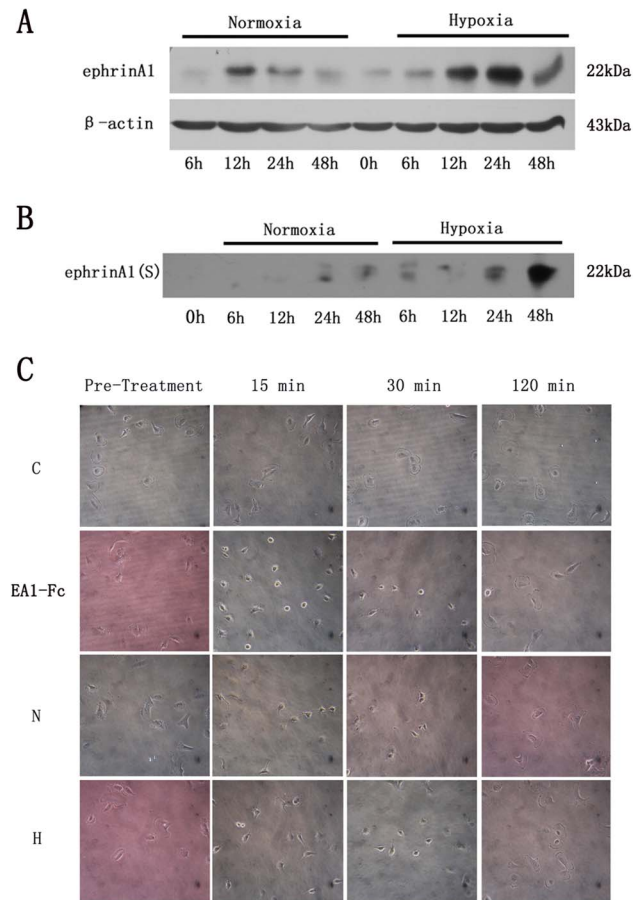 A
Normoxia Hypoxia
ephrinA1 22kDa
β-actin 43kDa
6h 12h 24h 48h 0h 6h 12h 24h 48h
B
Normoxia Hypoxia
ephrinA1(S) 22kDa
0h 6h 12h 24h 48h 6h 12h 24h 48h
C
Pre-Treatment 15 min 30 min 120 min
C
EA1-Fc
N
H